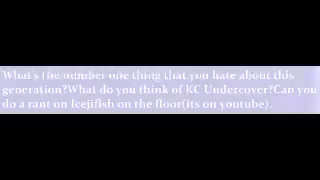 What's the number one thing that you hate about this
generation?What do you think of KC Undercover?Can you
do a rant on Icejifish on the floor(its on youtube).